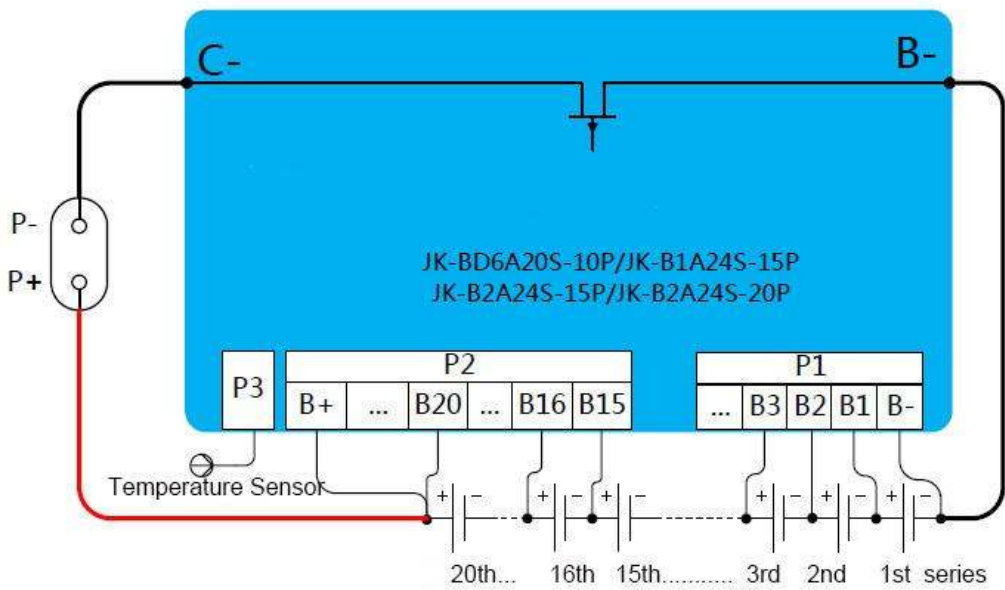 C-
B-
P-
P+
JK-BD6A20S-10P/JK-B1A24S-15P
JK-B2A24S-15P/JK-B2A24S-20P
P3
P2
B+ ... B20 ... B16 B15
P1
... B3 B2 B1 B-
Temperature Sensor
+ − + − + − + − + − + −
20th... 16th 15th........... 3rd 2nd 1st series